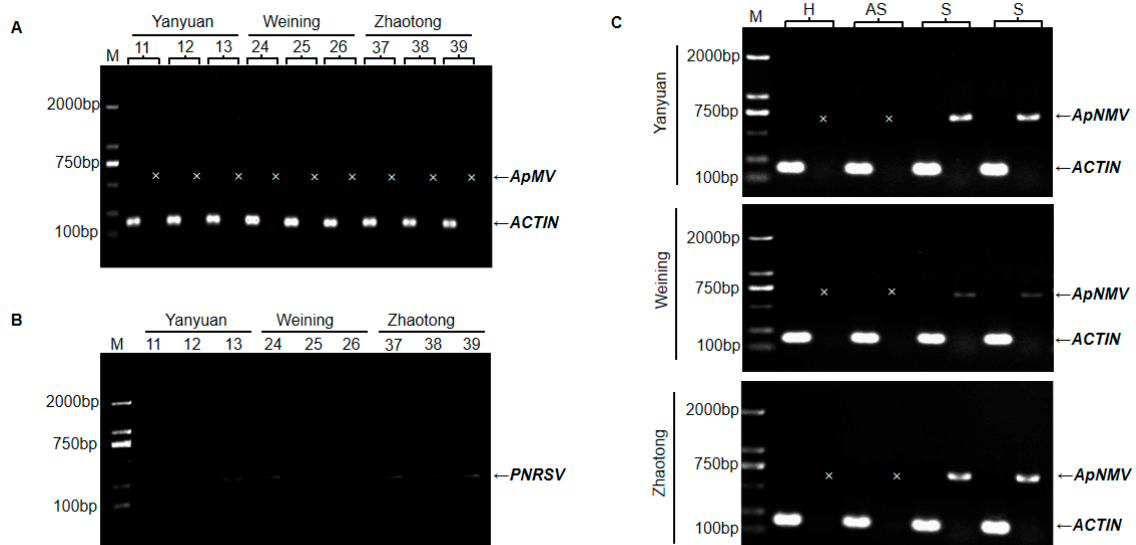 A
Yanyuan Weining Zhaotong
M 11 12 13 24 25 26 37 38 39
2000bp
750bp
× × × × × × × × × ←ApMV
←ACTIN
100bp
B
Yanyuan Weining Zhaotong
M 11 12 13 24 25 26 37 38 39
2000bp
750bp
←PNRSV
100bp
C
M H AS S S
Yanyuan
2000bp
750bp
× × ←ApNMV
←ACTIN
100bp
Weining
2000bp
750bp
× × ←ApNMV
←ACTIN
100bp
Zhaotong
2000bp
750bp
× × ←ApNMV
←ACTIN
100bp